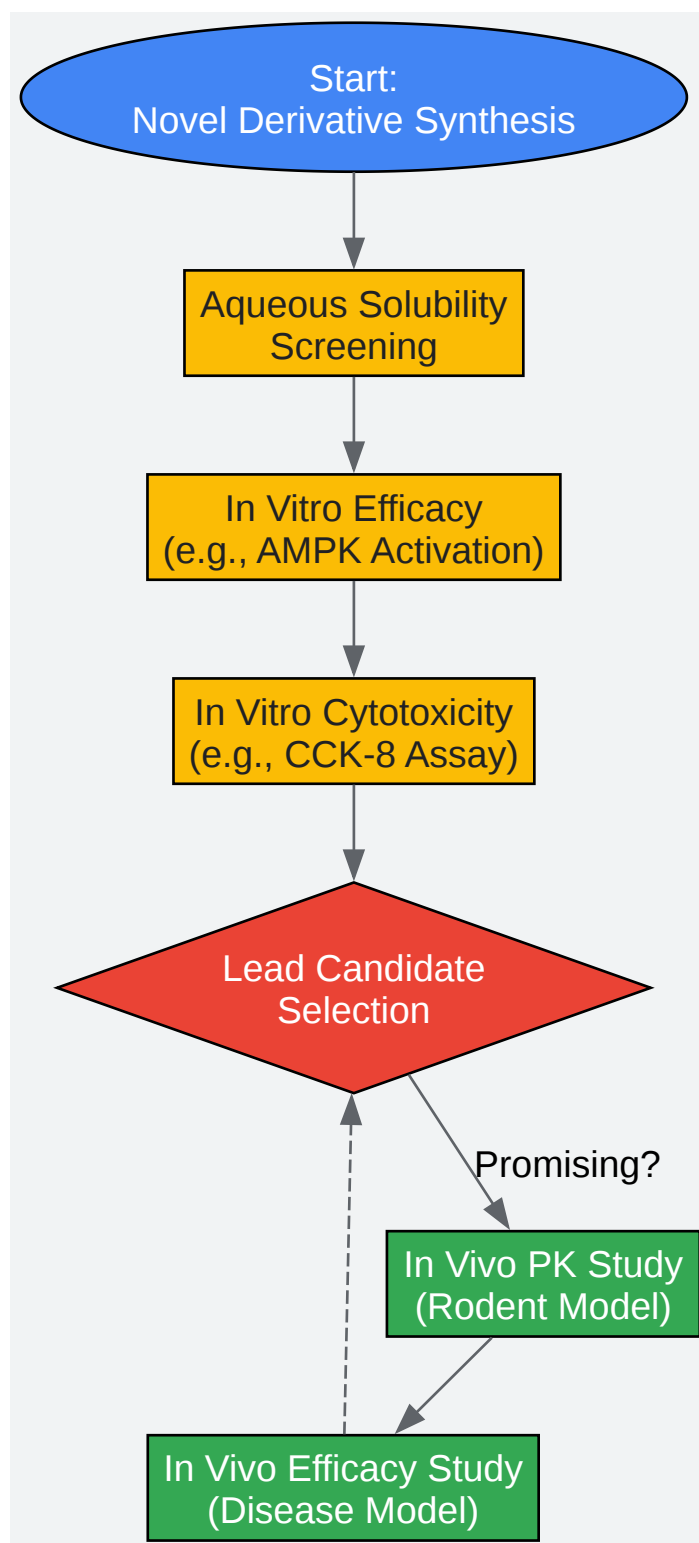 Start:
Novel Derivative Synthesis
Aqueous Solubility
Screening
In Vitro Efficacy
(e.g., AMPK Activation)
In Vitro Cytotoxicity
(e.g., CCK-8 Assay)
Lead Candidate
Selection
Promising?
In Vivo PK Study
(Rodent Model)
In Vivo Efficacy Study
(Disease Model)